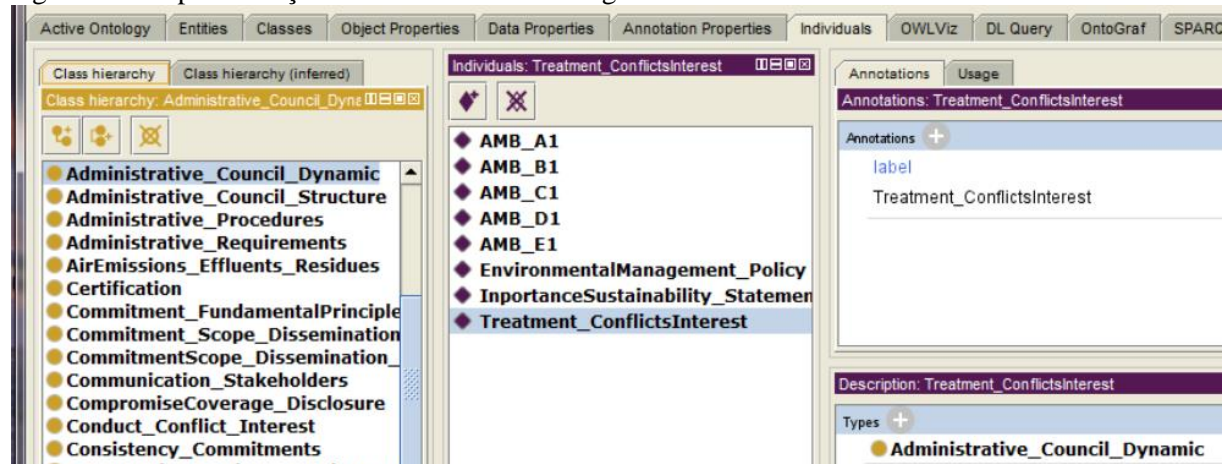 Active Ontology Entities Classes Object Properties Data Properties Annotation Properties Individuals OWLViz DL Query OntoGraf SPARQ
Class hierarchy Class hierarchy (inferred)
Class hierarchy: Administrative_Council_Dyna
Administrative_Council_Dynamic
Administrative_Council_Structure
Administrative_Procedures
Administrative_Requirements
AirEmissions_Effluents_Residues
Certification
Commitment_FundamentalPrinciple
Commitment_Scope_Dissemination
CommitmentScope_Dissemination_
Communication_Stakeholders
CompromiseCoverage_Disclosure
Conduct_Conflict_Interest
Consistency_Commitments
Individuals: Treatment_ConflictsInterest
AMB_A1
AMB_B1
AMB_C1
AMB_D1
AMB_E1
EnvironmentalManagement_Policy
InportanceSustainability_Statemen
Treatment_ConflictsInterest
Annotations Usage
Annotations: Treatment_ConflictsInterest
Annotations
label
Treatment_ConflictsInterest
Description: Treatment_ConflictsInterest
Types
Administrative_Council_Dynamic